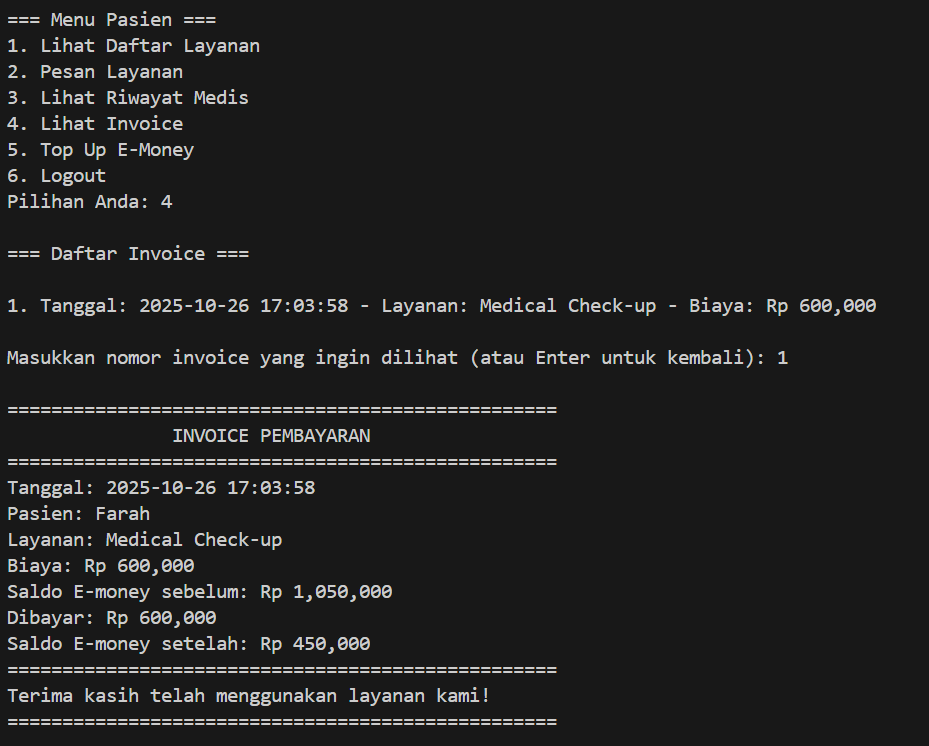 === Menu Pasien ===
1. Lihat Daftar Layanan
2. Pesan Layanan
3. Lihat Riwayat Medis
4. Lihat Invoice
5. Top Up E-Money
6. Logout
Pilihan Anda: 4
=== Daftar Invoice ===
1. Tanggal: 2025-10-26 17:03:58 - Layanan: Medical Check-up - Biaya: Rp 600,000
Masukkan nomor invoice yang ingin dilihat (atau Enter untuk kembali): 1
==================================================
INVOICE PEMBAYARAN
==================================================
Tanggal: 2025-10-26 17:03:58
Pasien: Farah
Layanan: Medical Check-up
Biaya: Rp 600,000
Saldo E-money sebelum: Rp 1,050,000
Dibayar: Rp 600,000
Saldo E-money setelah: Rp 450,000
==================================================
Terima kasih telah menggunakan layanan kami!
==================================================